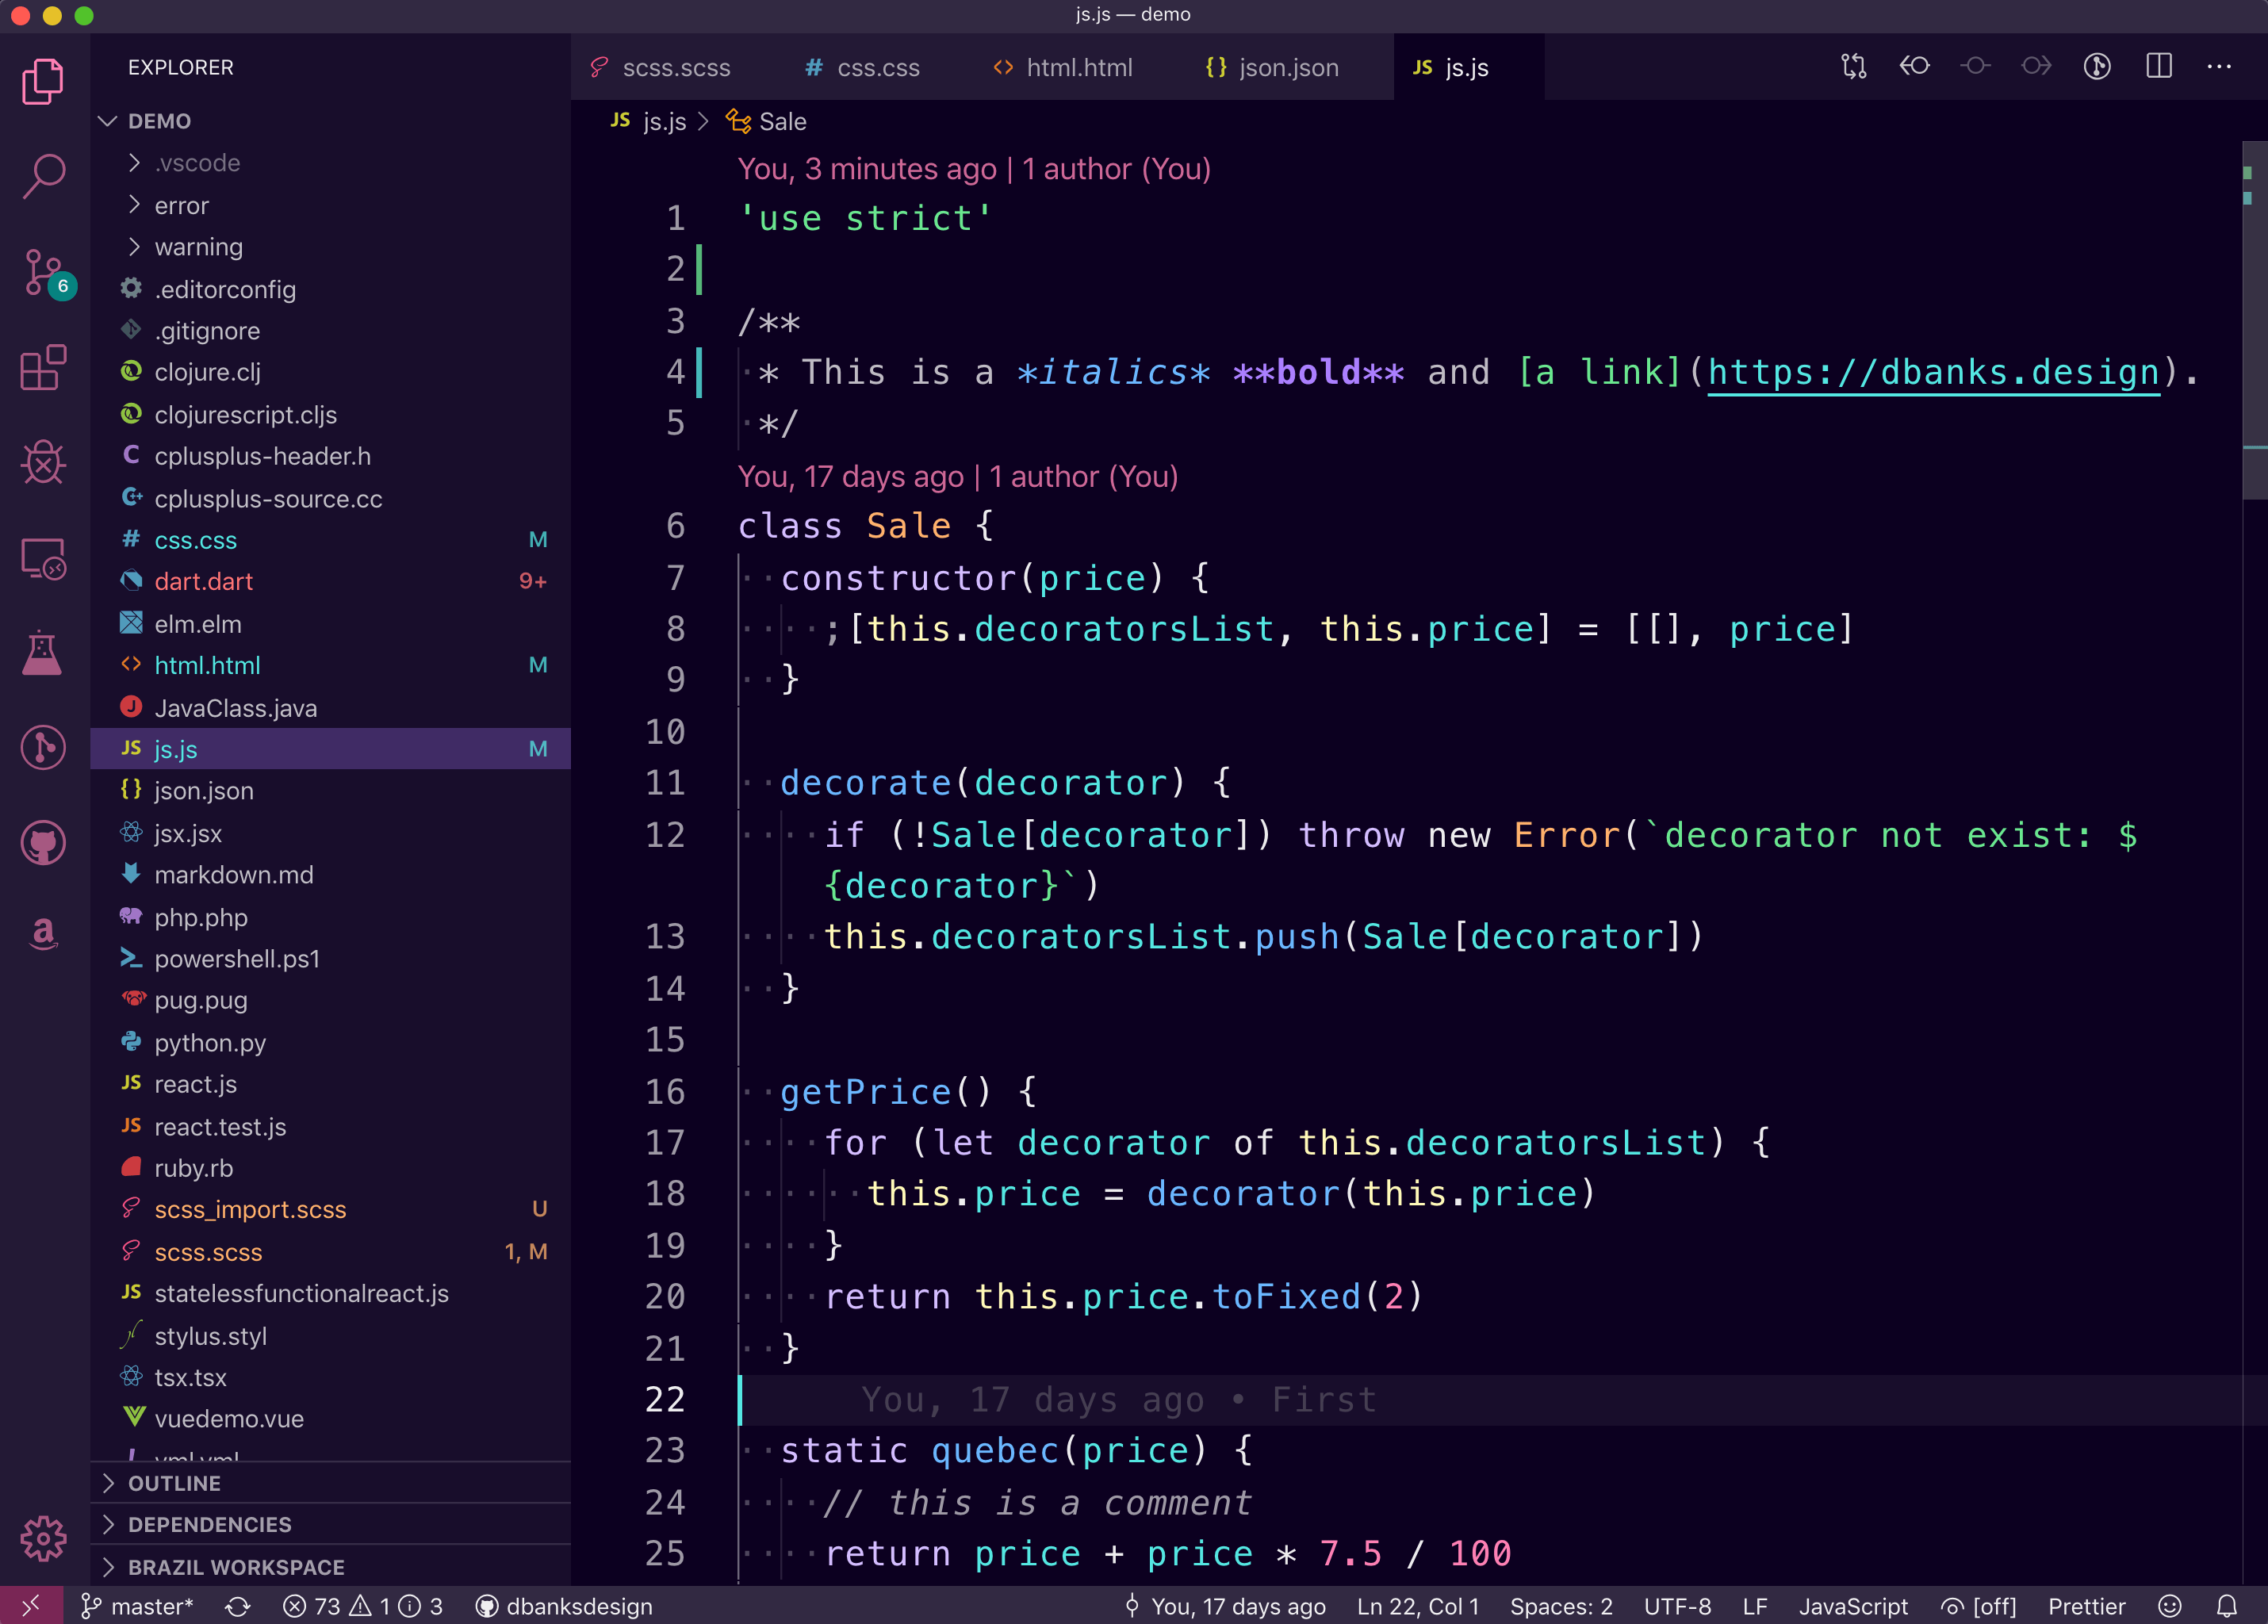 js.js — demo
EXPLORER
DEMO
.vscode
error
warning
.editorconfig
.gitignore
clojure.clj
clojurescript.cljs
C cplusplus-header.h
cplusplus-source.cc
# css.css M
dart.dart 9+
elm.elm
<> html.html M
J JavaClass.java
JS js.js M
{} json.json
jsx.jsx
markdown.md
php.php
powershell.ps1
pug.pug
python.py
JS react.js
JS react.test.js
ruby.rb
scss_import.scss U
scss.scss 1, M
JS statelessfunctionalreact.js
stylus.styl
tsx.tsx
vuedemo.vue
! yml.yml
OUTLINE
DEPENDENCIES
BRAZIL WORKSPACE
6
a
scss.scss # css.css <> html.html {} json.json JS js.js
JS js.js > Sale
You, 3 minutes ago | 1 author (You)
1 'use strict'
2
3 /**
4 * This is a *italics* **bold** and [a link](https://dbanks.design).
5 */
You, 17 days ago | 1 author (You)
6 class Sale {
7 constructor(price) {
8 ;[this.decoratorsList, this.price] = [[], price]
9 }
10
11 decorate(decorator) {
12 if (!Sale[decorator]) throw new Error(`decorator not exist: $
{decorator}`)
13 this.decoratorsList.push(Sale[decorator])
14 }
15
16 getPrice() {
17 for (let decorator of this.decoratorsList) {
18 this.price = decorator(this.price)
19 }
20 return this.price.toFixed(2)
21 }
22 You, 17 days ago • First
23 static quebec(price) {
24 // this is a comment
25 return price + price * 7.5 / 100
master* 73 1 3 dbanksdesign You, 17 days ago Ln 22, Col 1 Spaces: 2 UTF-8 LF JavaScript [off] Prettier